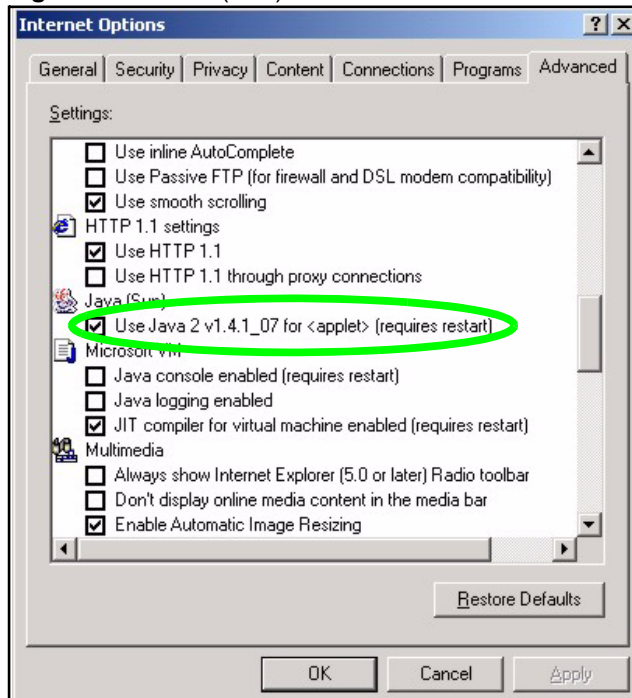 Internet Options
General Security Privacy Content Connections Programs Advanced
Settings:
Use inline AutoComplete
Use Passive FTP (for firewall and DSL modem compatibility)
Use smooth scrolling
HTTP 1.1 settings
Use HTTP 1.1
Use HTTP 1.1 through proxy connections
Java (Sun)
Use Java 2 v1.4.1_07 for <applet> (requires restart)
Microsoft VM
Java console enabled (requires restart)
Java logging enabled
JIT compiler for virtual machine enabled (requires restart)
Multimedia
Always show Internet Explorer (5.0 or later) Radio toolbar
Don't display online media content in the media bar
Enable Automatic Image Resizing
Restore Defaults
OK Cancel Apply